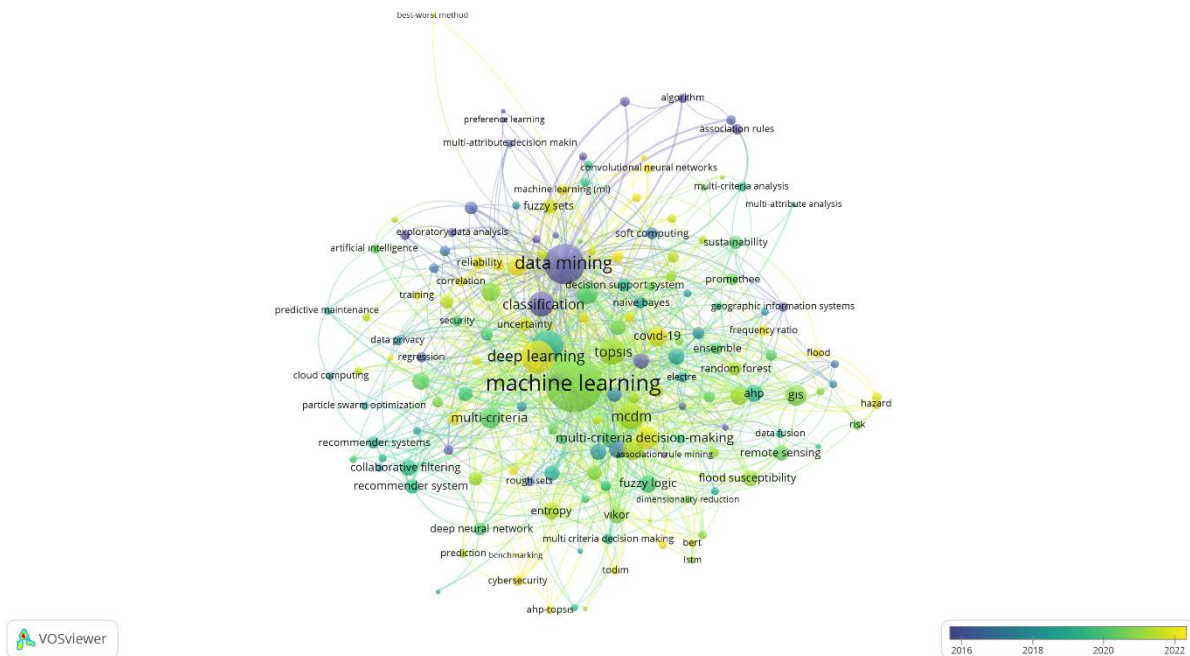 best-worst method
algorithm
preference learning
association rules
multi-attribute decision makin
convolutional neural networks
machine learning (ml)
multi-criteria analysis
fuzzy sets
multi-attribute analysis
exploratory data analysis
soft computing
artificial intelligence
sustainability
reliability
data mining
correlation
decision support system
promethee
training
classification
naive bayes
geographic information systems
predictive maintenance
security
uncertainty
covid-19
frequency ratio
data privacy
regression
deep learning
topsis
ensemble
flood
cloud computing
machine learning
electre
random forest
particle swarm optimization
multi-criteria
mcdm
ahp
gis
hazard
recommender systems
multi-criteria decision-making
data fusion
risk
collaborative filtering
association rule mining
remote sensing
recommender system
rough sets
fuzzy logic
flood susceptibility
dimensionality reduction
entropy
vikor
deep neural network
multi criteria decision making
bert
prediction
benchmarking
lstm
cybersecurity
todim
ahp-topsis
VOSviewer
2016 2018 2020 2022